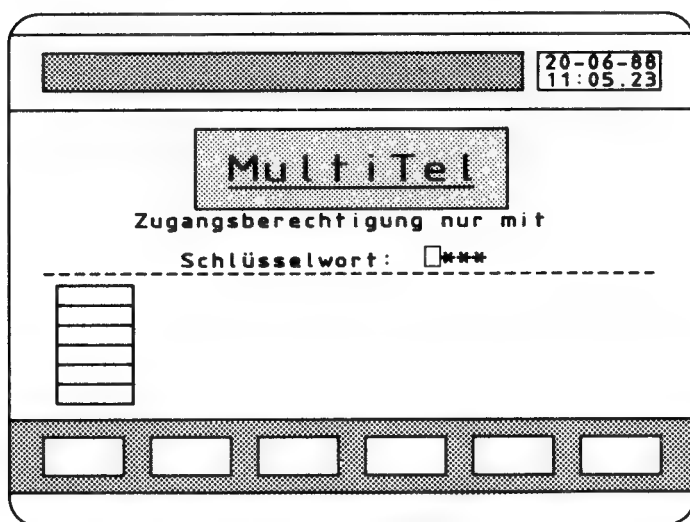 20-06-88
11:05.23
MultiTel
Zugangsberechtigung nur mit
Schlüsselwort: ***